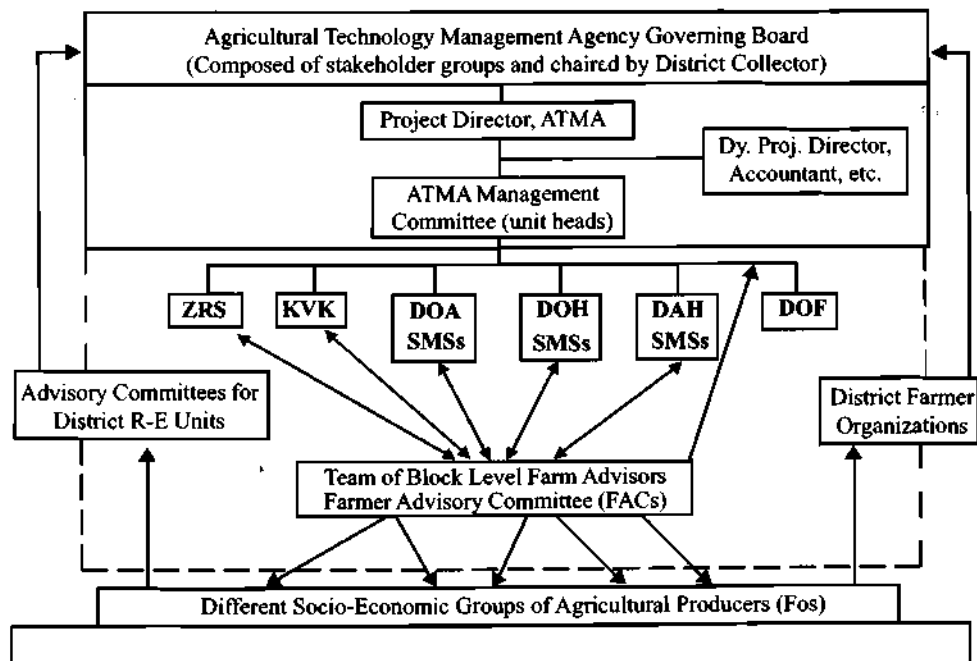 Agricultural Technology Management Agency Governing Board
(Composed of stakeholder groups and chaired by District Collector)
Project Director, ATMA
Dy. Proj. Director,
Accountant, etc.
ATMA Management
Committee (unit heads)
ZRS
KVK
DOA
SMSs
DOH
SMSs
DAH
SMSs
DOF
Advisory Committees for
District R-E Units
District Farmer
Organizations
Team of Block Level Farm Advisors
Farmer Advisory Committee (FACs)
Different Socio-Economic Groups of Agricultural Producers (Fos)